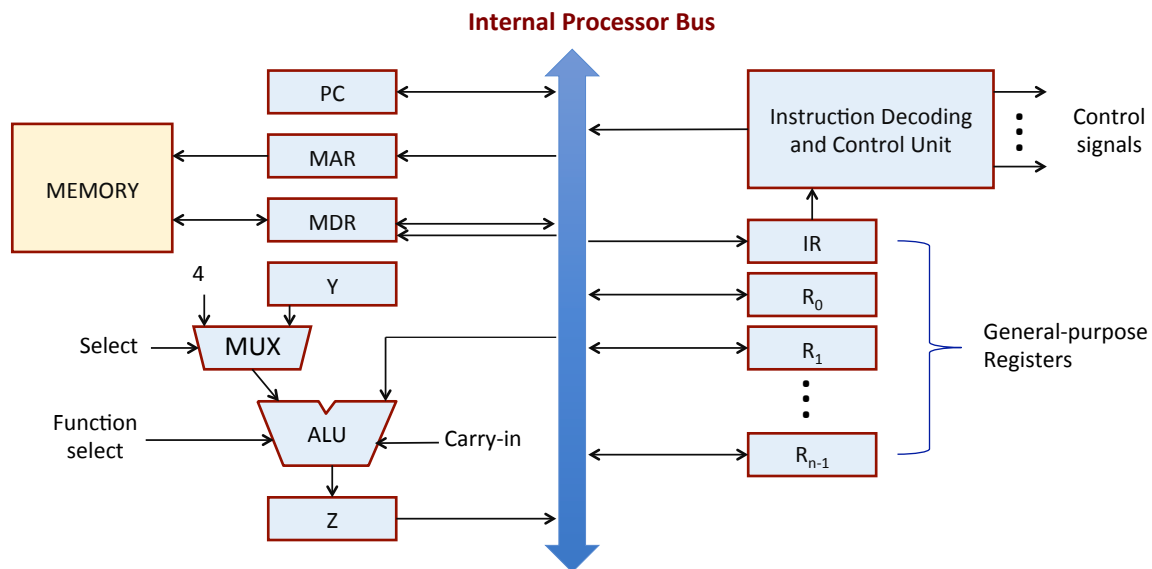 Internal Processor Bus
PC
Instruction Decoding
and Control Unit
Control
signals
MAR
MEMORY
MDR
IR
4
Y
R0
Select
MUX
R1
General-purpose
Registers
Function
select
ALU
Carry-in
Rn-1
Z